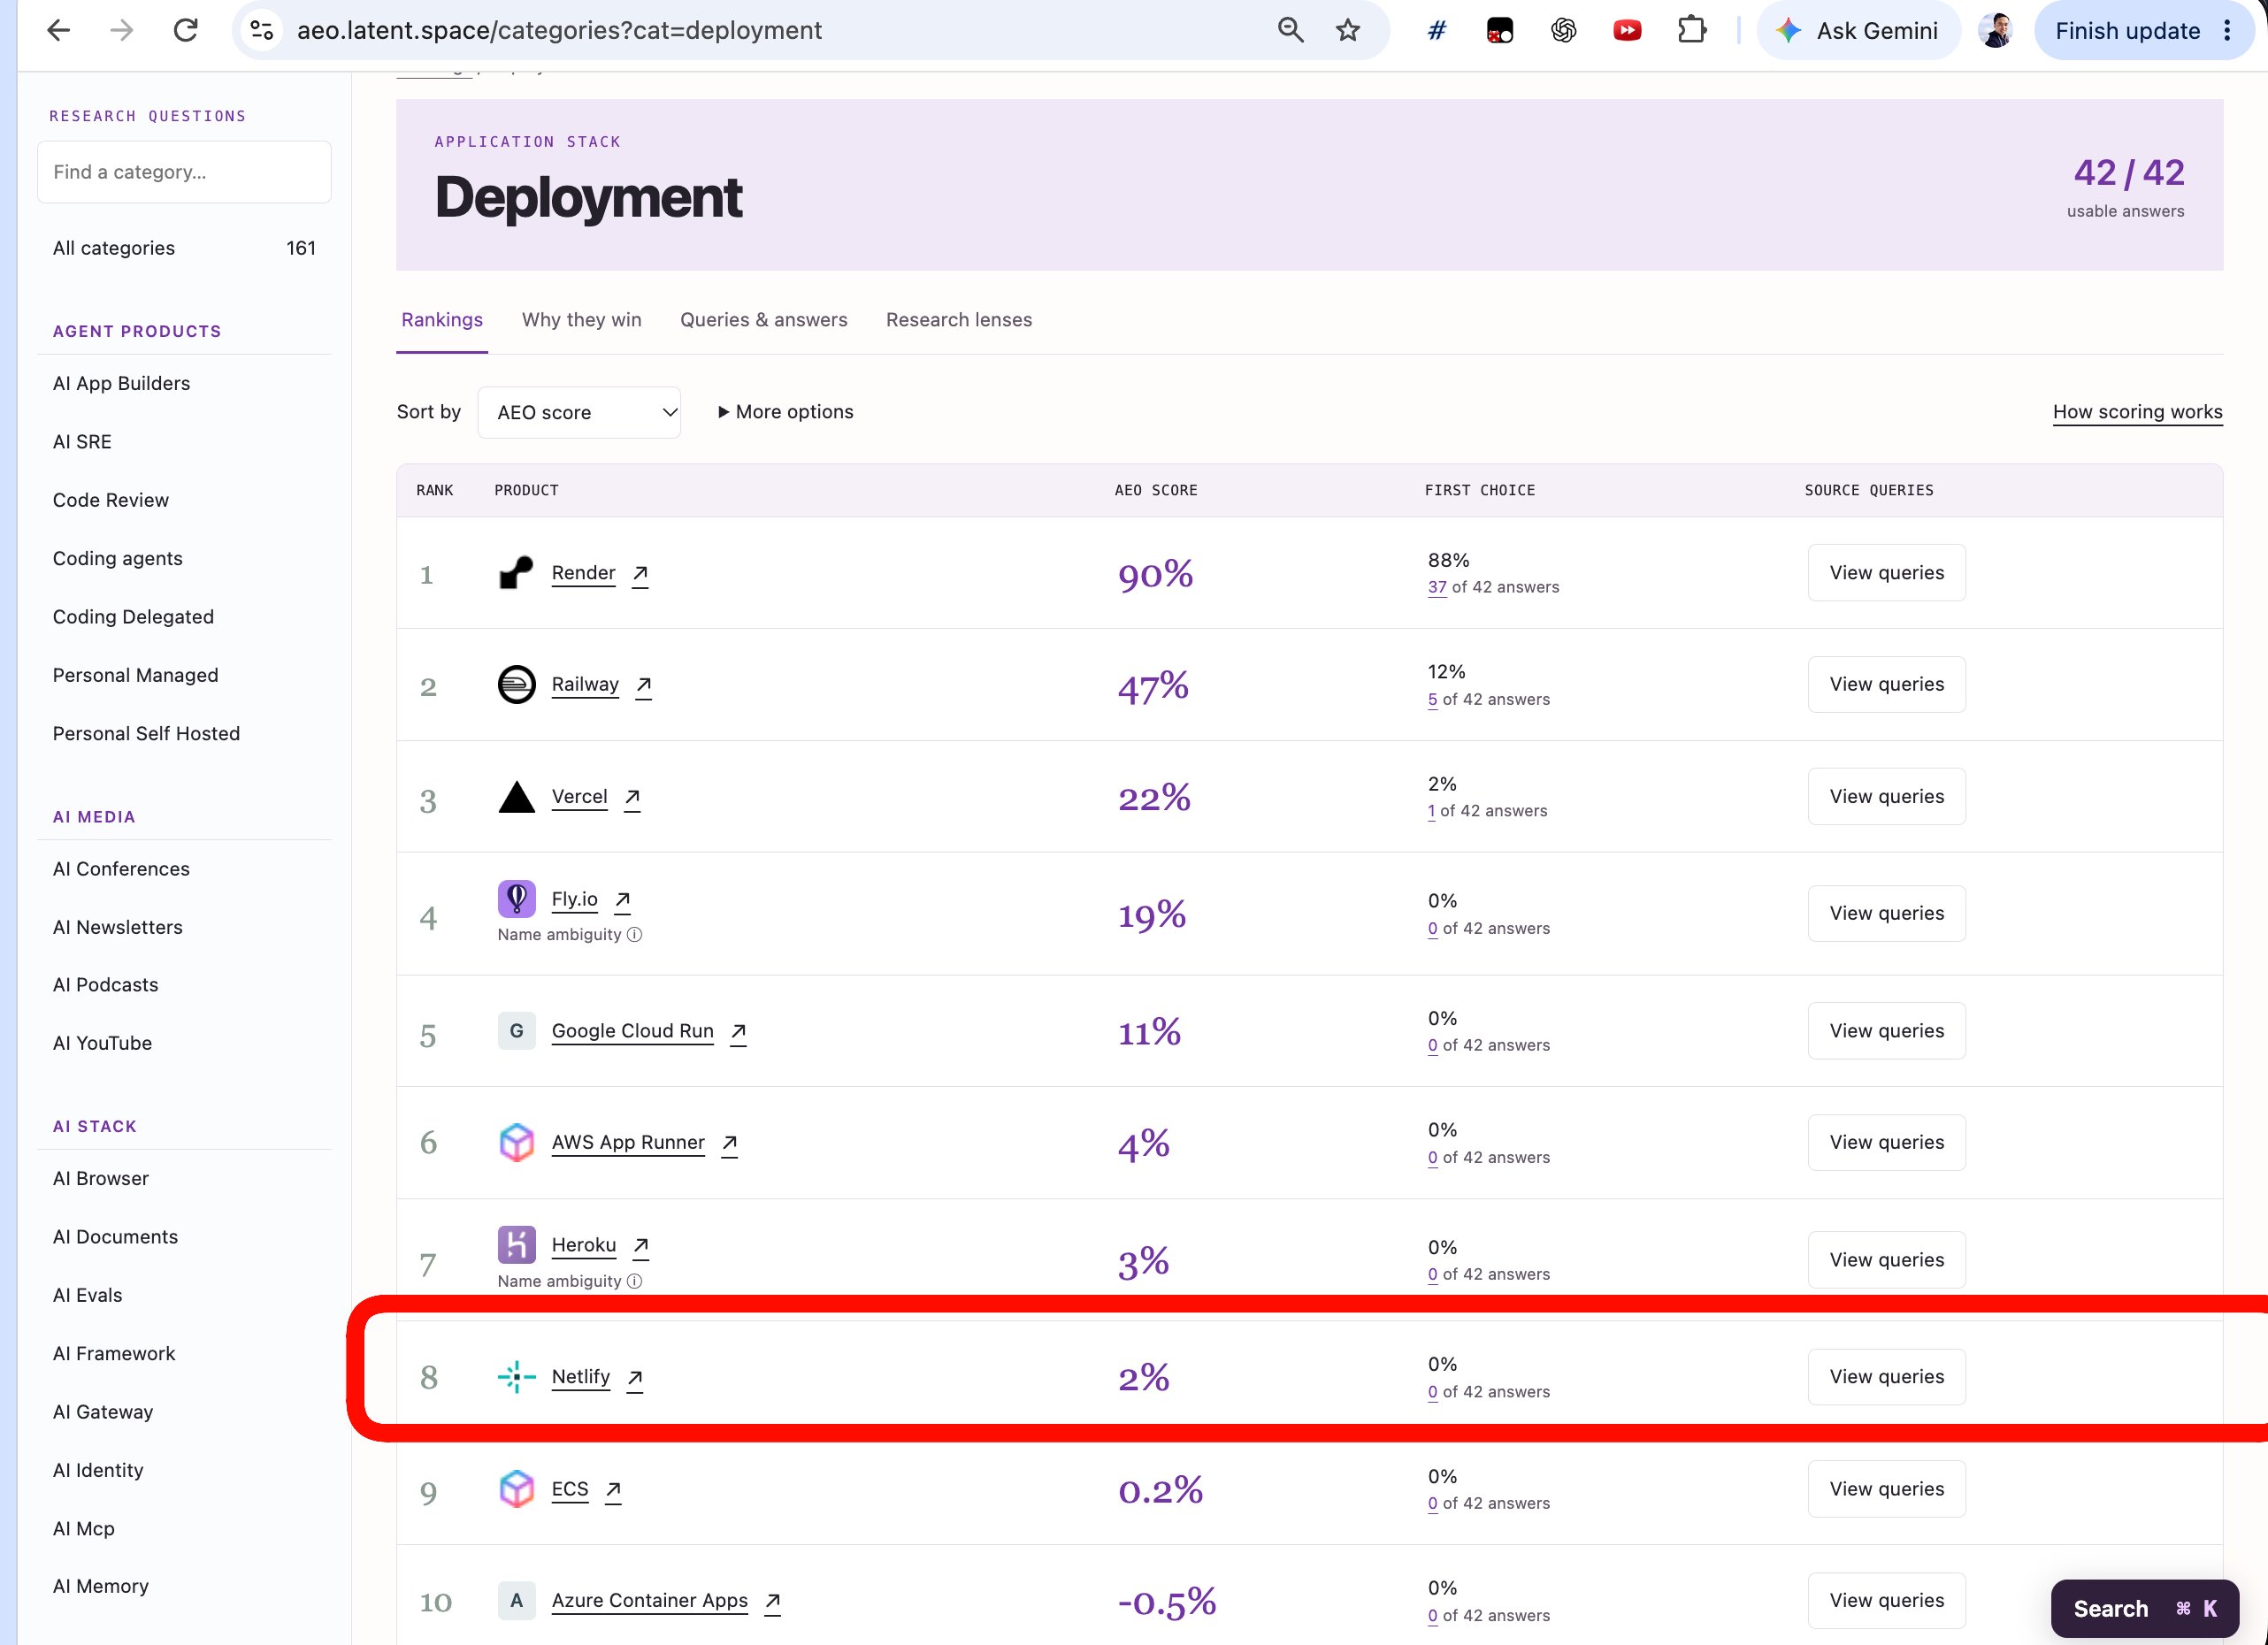 aeo.latent.space/categories?cat=deployment
Ask Gemini
Finish update
RESEARCH QUESTIONS
Find a category...
All categories 161
AGENT PRODUCTS
AI App Builders
AI SRE
Code Review
Coding agents
Coding Delegated
Personal Managed
Personal Self Hosted
AI MEDIA
AI Conferences
AI Newsletters
AI Podcasts
AI YouTube
AI STACK
AI Browser
AI Documents
AI Evals
AI Framework
AI Gateway
AI Identity
AI Mcp
AI Memory
APPLICATION STACK
Deployment
42 / 42
usable answers
Rankings Why they win Queries & answers Research lenses
Sort by AEO score More options How scoring works
RANK PRODUCT AEO SCORE FIRST CHOICE SOURCE QUERIES
1 Render 90% 88% View queries
37 of 42 answers
2 Railway 47% 12% View queries
5 of 42 answers
3 Vercel 22% 2% View queries
1 of 42 answers
4 Fly.io 19% 0% View queries
Name ambiguity 0 of 42 answers
5 G Google Cloud Run 11% 0% View queries
0 of 42 answers
6 AWS App Runner 4% 0% View queries
0 of 42 answers
7 Heroku 3% 0% View queries
Name ambiguity 0 of 42 answers
8 Netlify 2% 0% View queries
0 of 42 answers
9 ECS 0.2% 0% View queries
0 of 42 answers
10 A Azure Container Apps -0.5% 0% View queries
0 of 42 answers
Search ⌘ K